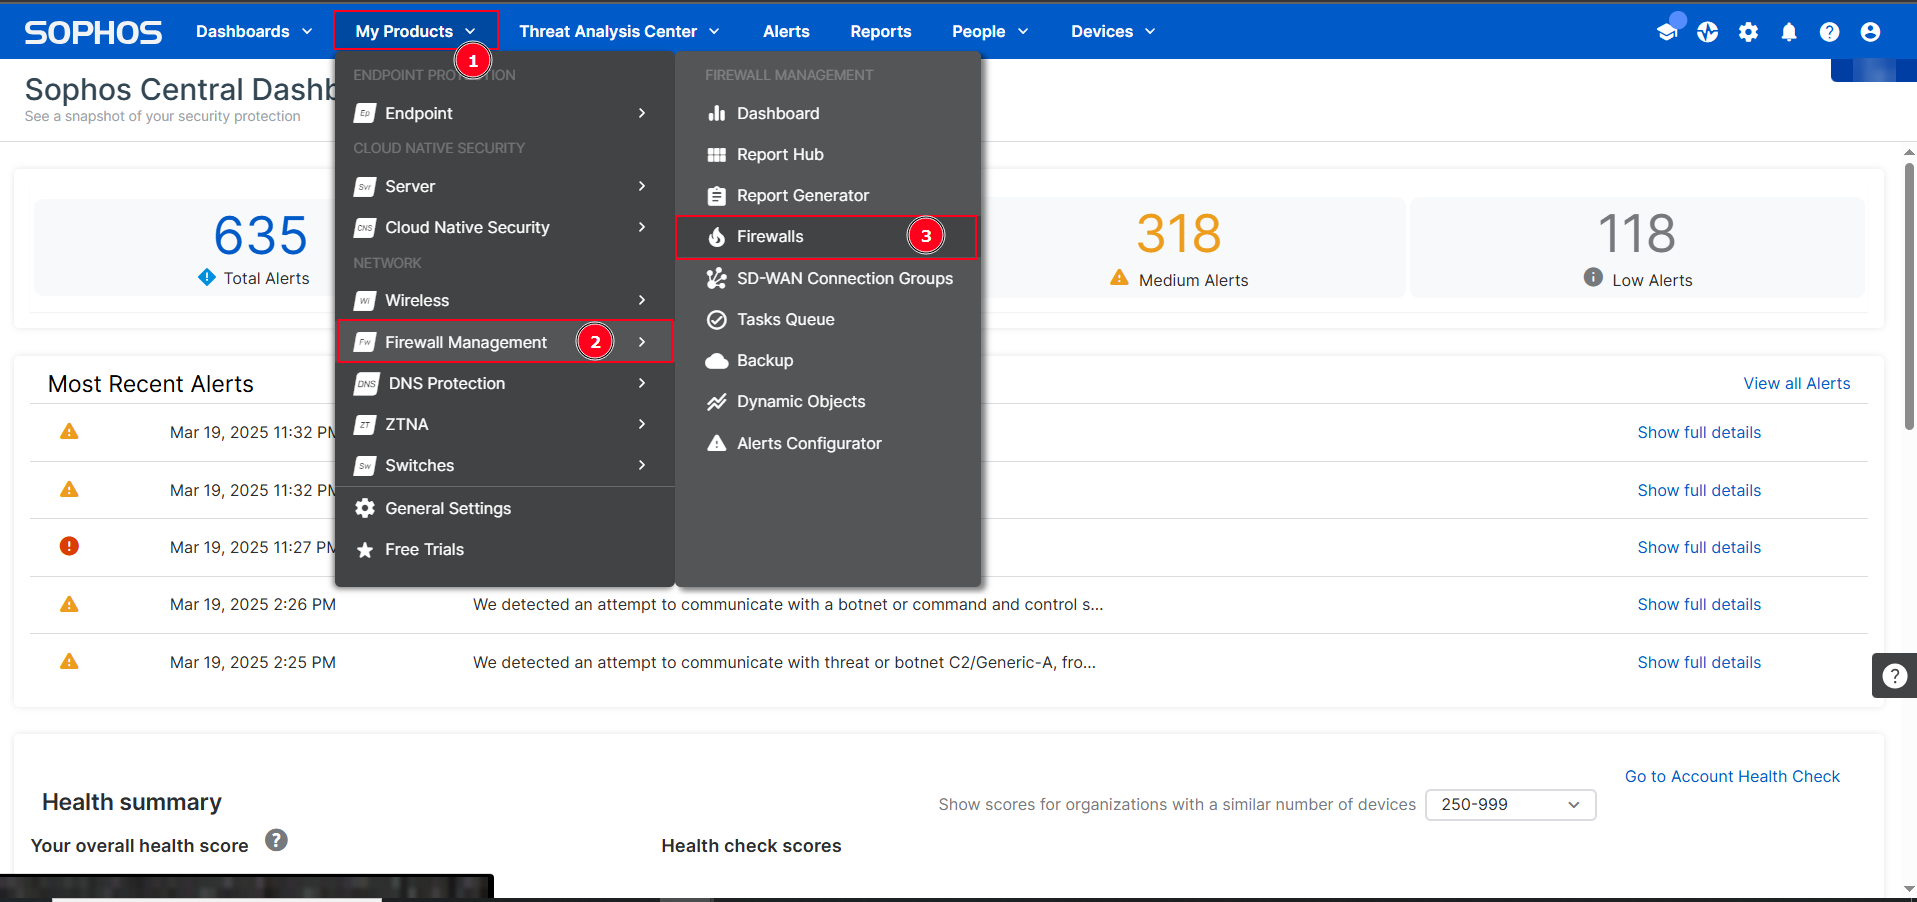 SOPHOS Dashboards My Products Threat Analysis Center Alerts Reports People Devices
1
Sophos Central
See a snapshot of your security protection
ENDPOINT
Ep Endpoint
CLOUD NATIVE SECURITY
Svr Server
CNS Cloud Native Security
NETWORK
Wi Wireless
Fw Firewall Management 2
DNS DNS Protection
ZT ZTNA
Sw Switches
General Settings
Free Trials
FIREWALL MANAGEMENT
Dashboard
Report Hub
Report Generator
Firewalls 3
SD-WAN Connection Groups
Tasks Queue
Backup
Dynamic Objects
Alerts Configurator
635
Total Alerts
318
Medium Alerts
118
Low Alerts
Most Recent Alerts View all Alerts
Mar 19, 2025 11:32 PM Show full details
Mar 19, 2025 11:32 PM Show full details
Mar 19, 2025 11:27 PM Show full details
Mar 19, 2025 2:26 PM We detected an attempt to communicate with a botnet or command and control s... Show full details
Mar 19, 2025 2:25 PM We detected an attempt to communicate with threat or botnet C2/Generic-A, fro... Show full details
Go to Account Health Check
Health summary Show scores for organizations with a similar number of devices 250-999
Your overall health score Health check scores